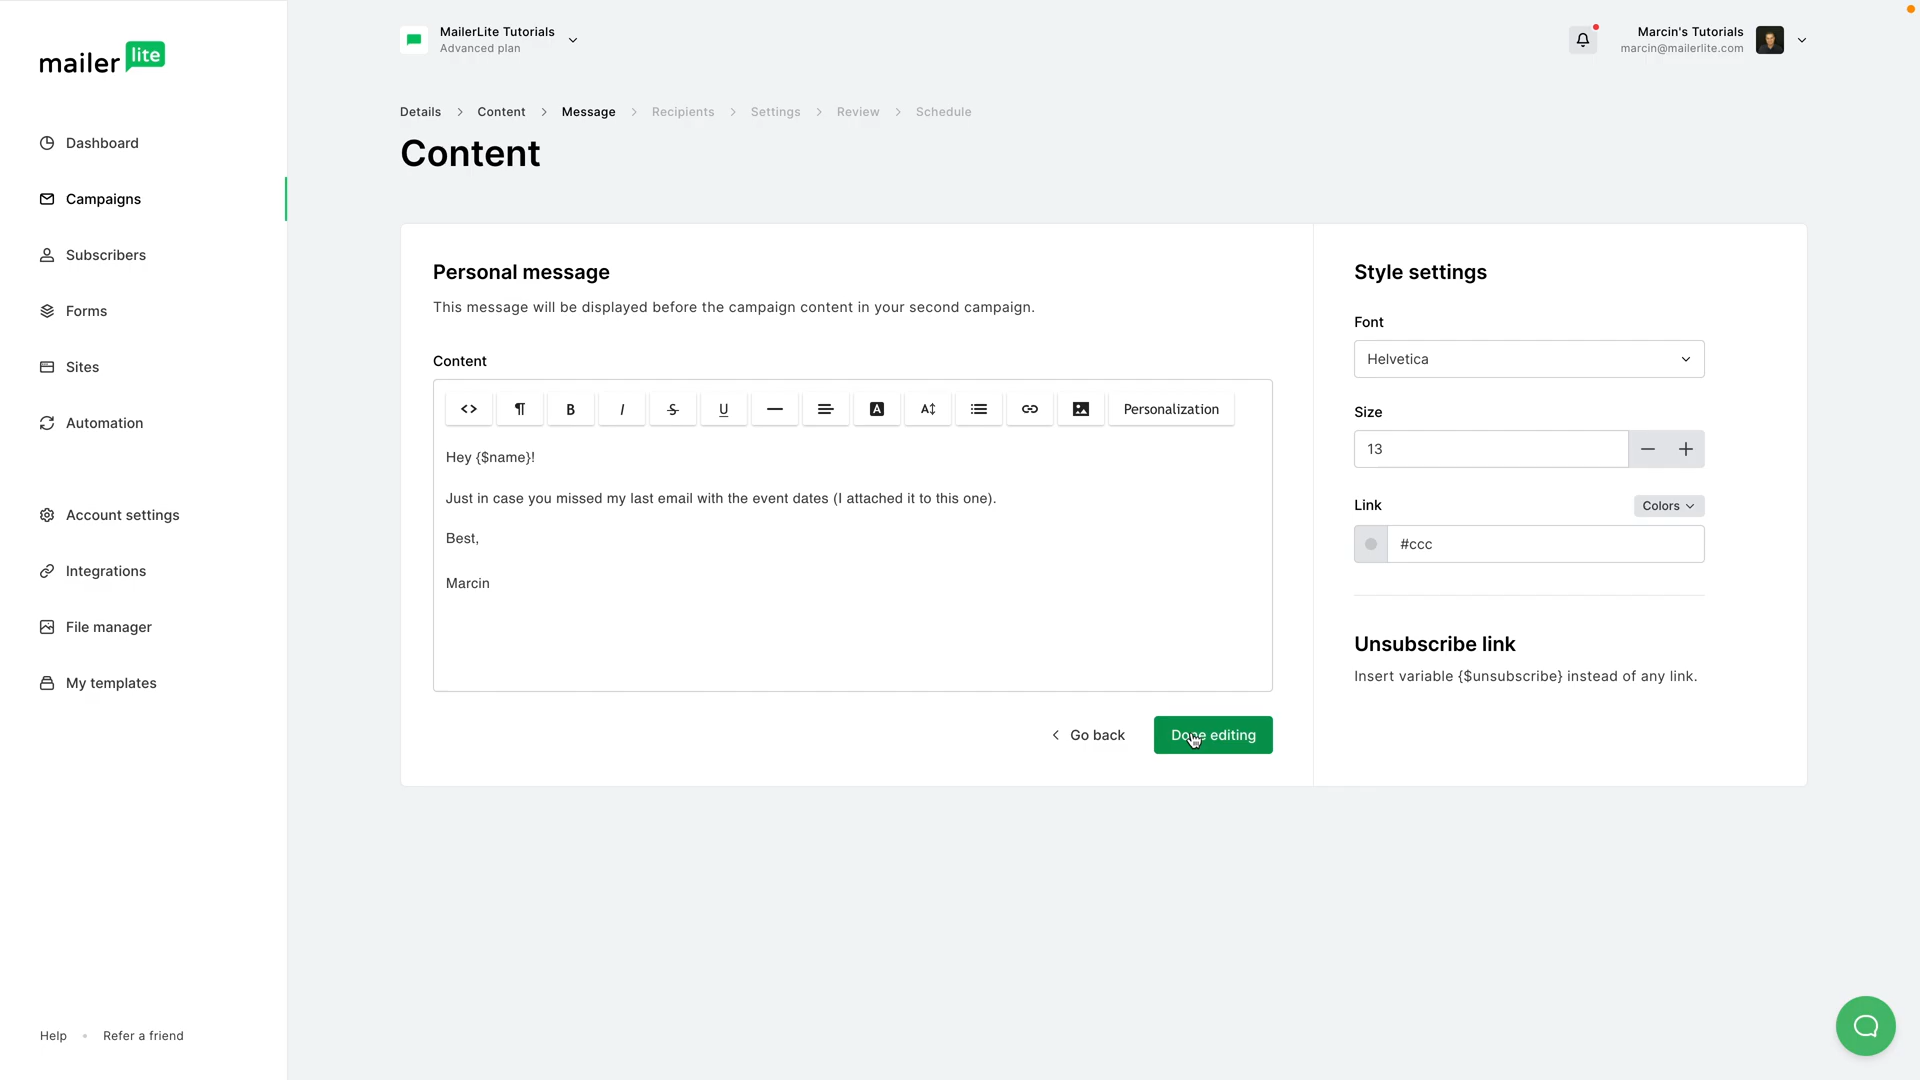 mailer lite
MailerLite Tutorials
Advanced plan
Marcin's Tutorials
marcin@mailerlite.com
Dashboard
Campaigns
Subscribers
Forms
Sites
Automation
Account settings
Integrations
File manager
My templates
Help • Refer a friend
Details > Content > Message > Recipients > Settings > Review > Schedule
Content
Personal message
This message will be displayed before the campaign content in your second campaign.
Content
<> ¶ B I S U A A Personalization
Hey {$name}!
Just in case you missed my last email with the event dates (I attached it to this one).
Best,
Marcin
< Go back
Done editing
Style settings
Font
Helvetica
Size
13
Link
Colors
#ccc
Unsubscribe link
Insert variable {$unsubscribe} instead of any link.